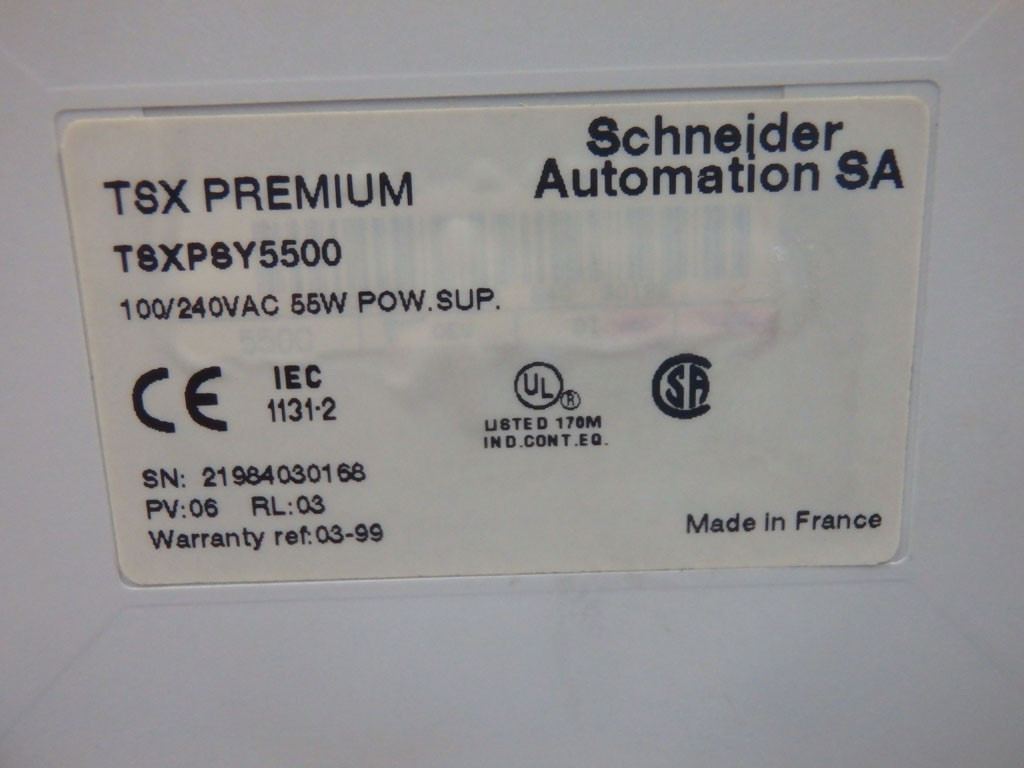 Schneider
Automation SA
TSX PREMIUM
TSXPSY5500
100/240VAC 55W POW.SUP.
CE
IEC
1131-2
UL ®
LISTED 170M
IND.CONT.EQ.
SA
SN: 21984030168
PV:06 RL:03
Warranty ref:03-99
Made in France
5500